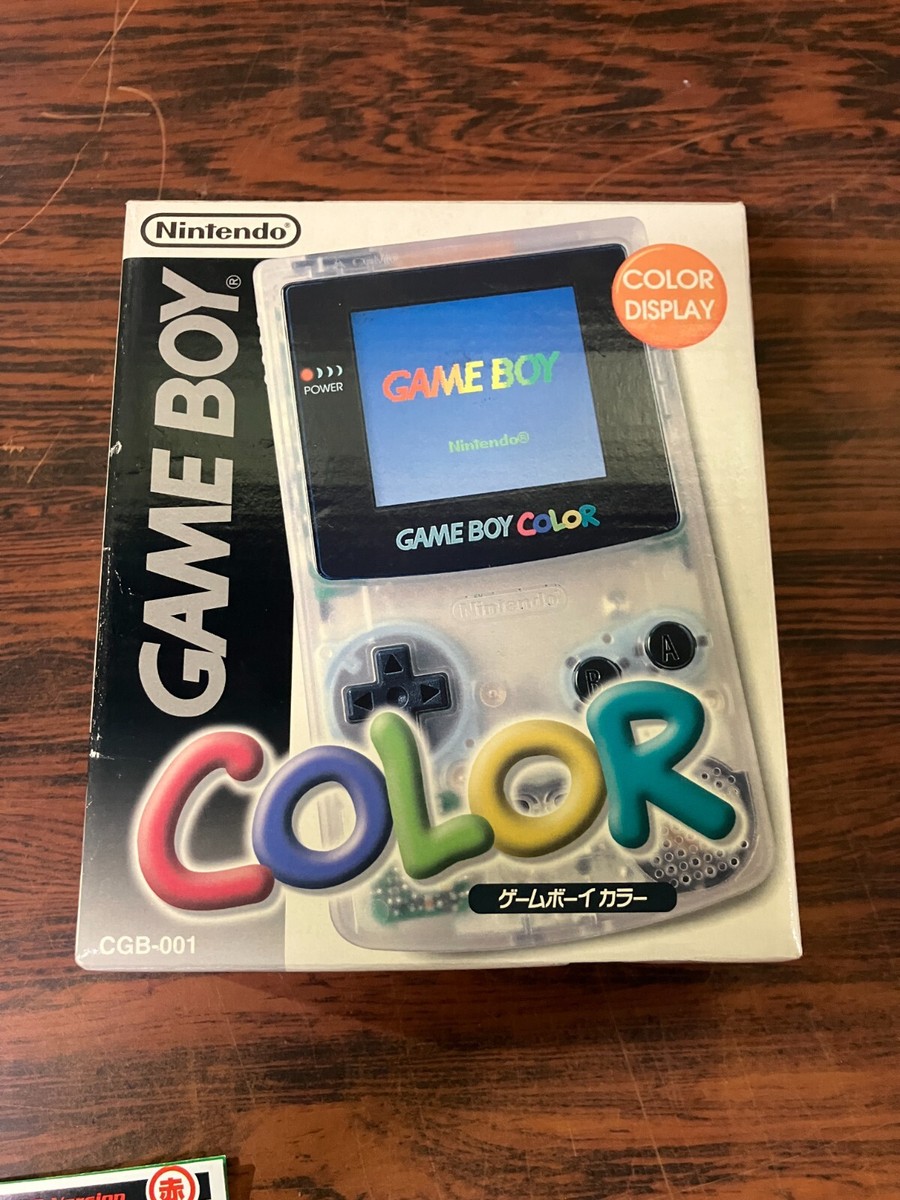 Nintendo®
GAME BOY®
COLOR
DISPLAY
POWER
GAME BOY
Nintendo®
GAME BOY COLOR
Nintendo
A
B
COLOR
ゲームボーイカラー
CGB-001
Version
赤